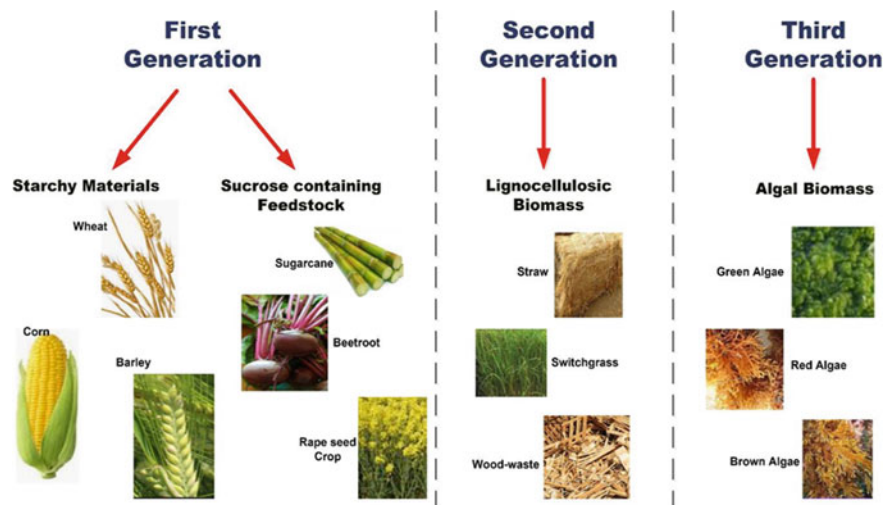 First
Generation
Second
Generation
Third
Generation
Starchy Materials
Wheat
Corn
Barley
Sucrose containing
Feedstock
Sugarcane
Beetroot
Rape seed
Crop
Lignocellulosic
Biomass
Straw
Switchgrass
Wood-waste
Algal Biomass
Green Algae
Red Algae
Brown Algae